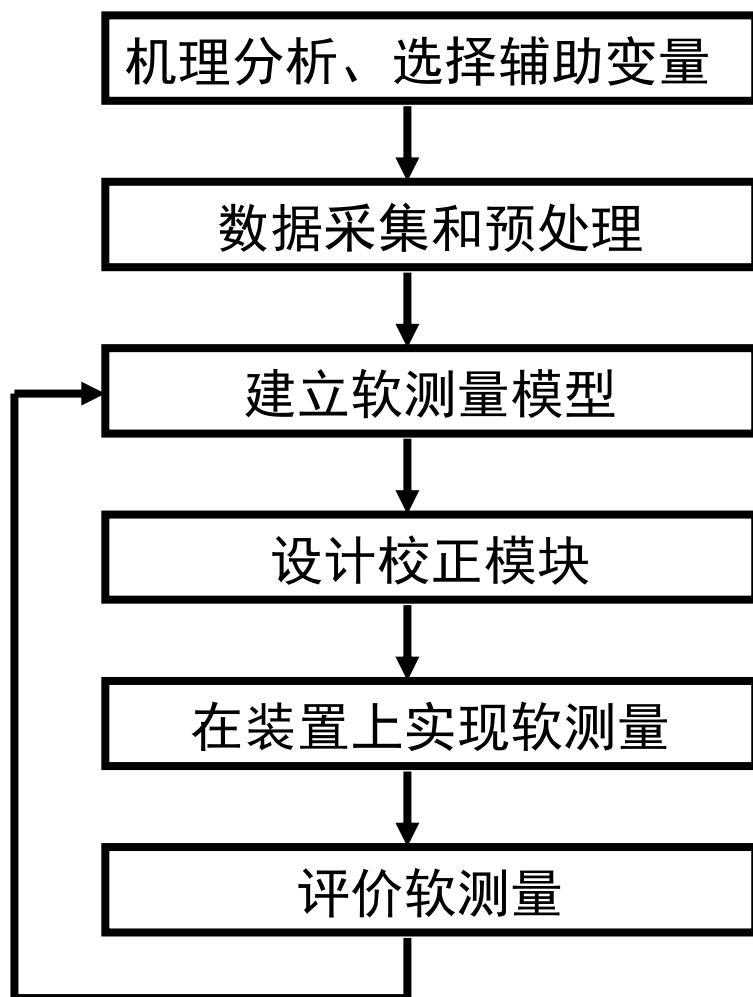 机理分析、选择辅助变量
数据采集和预处理
建立软测量模型
设计校正模块
在装置上实现软测量
评价软测量